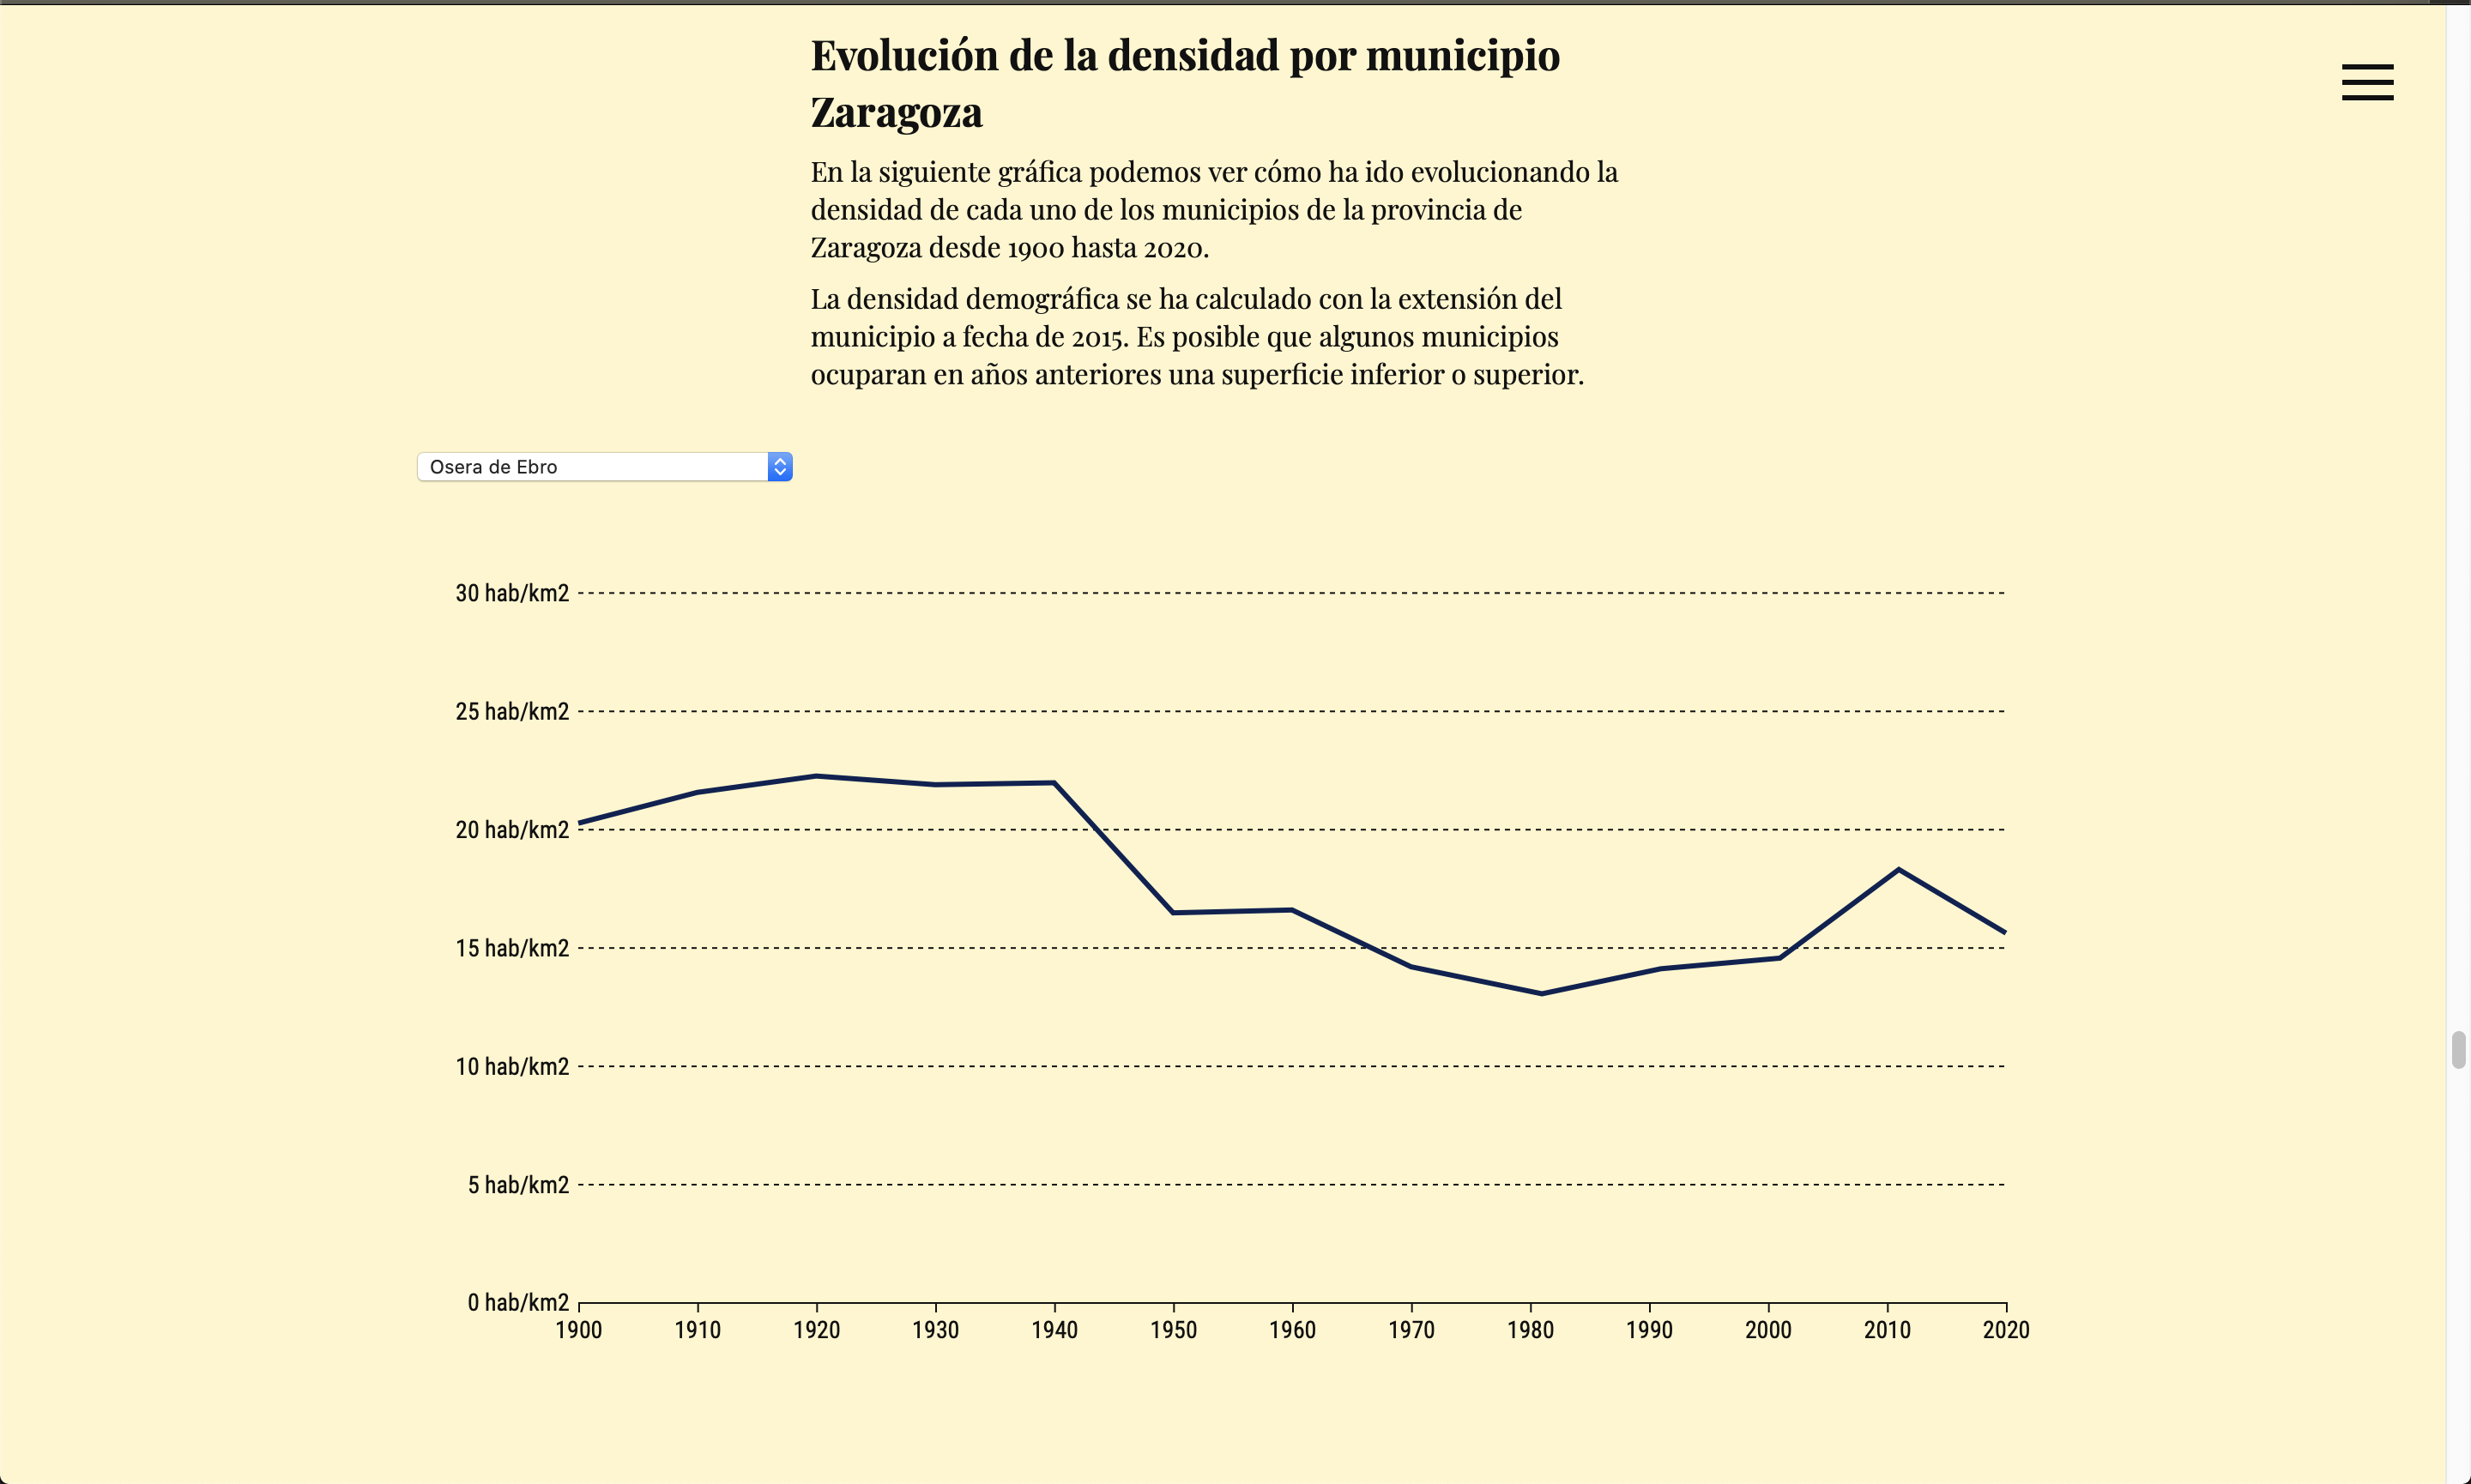 Evolución de la densidad por municipio
Zaragoza
En la siguiente gráfica podemos ver cómo ha ido evolucionando la
densidad de cada uno de los municipios de la provincia de
Zaragoza desde 1900 hasta 2020.
La densidad demográfica se ha calculado con la extensión del
municipio a fecha de 2015. Es posible que algunos municipios
ocuparan en años anteriores una superficie inferior o superior.
Osera de Ebro
30 hab/km2
25 hab/km2
20 hab/km2
15 hab/km2
10 hab/km2
5 hab/km2
0 hab/km2
1900 1910 1920 1930 1940 1950 1960 1970 1980 1990 2000 2010 2020